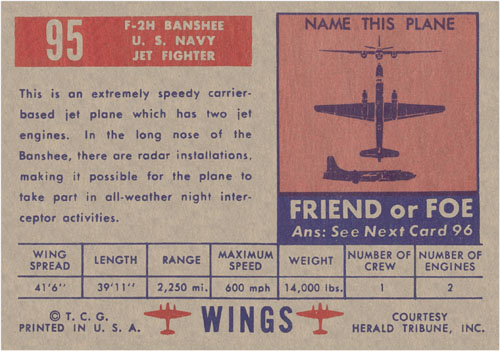 95
F-2H BANSHEE
U. S. NAVY
JET FIGHTER
This is an extremely speedy carrier-
based jet plane which has two jet
engines. In the long nose of the
Banshee, there are radar installations,
making it possible for the plane to
take part in all-weather night inter-
ceptor activities.
NAME THIS PLANE
FRIEND or FOE
Ans: See Next Card 96
WING SPREAD LENGTH RANGE MAXIMUM SPEED WEIGHT NUMBER OF CREW NUMBER OF ENGINES
41'6" 39'11" 2,250 mi. 600 mph 14,000 lbs. 1 2
© T. C. G.
PRINTED IN U. S. A.
WINGS
COURTESY
HERALD TRIBUNE, INC.